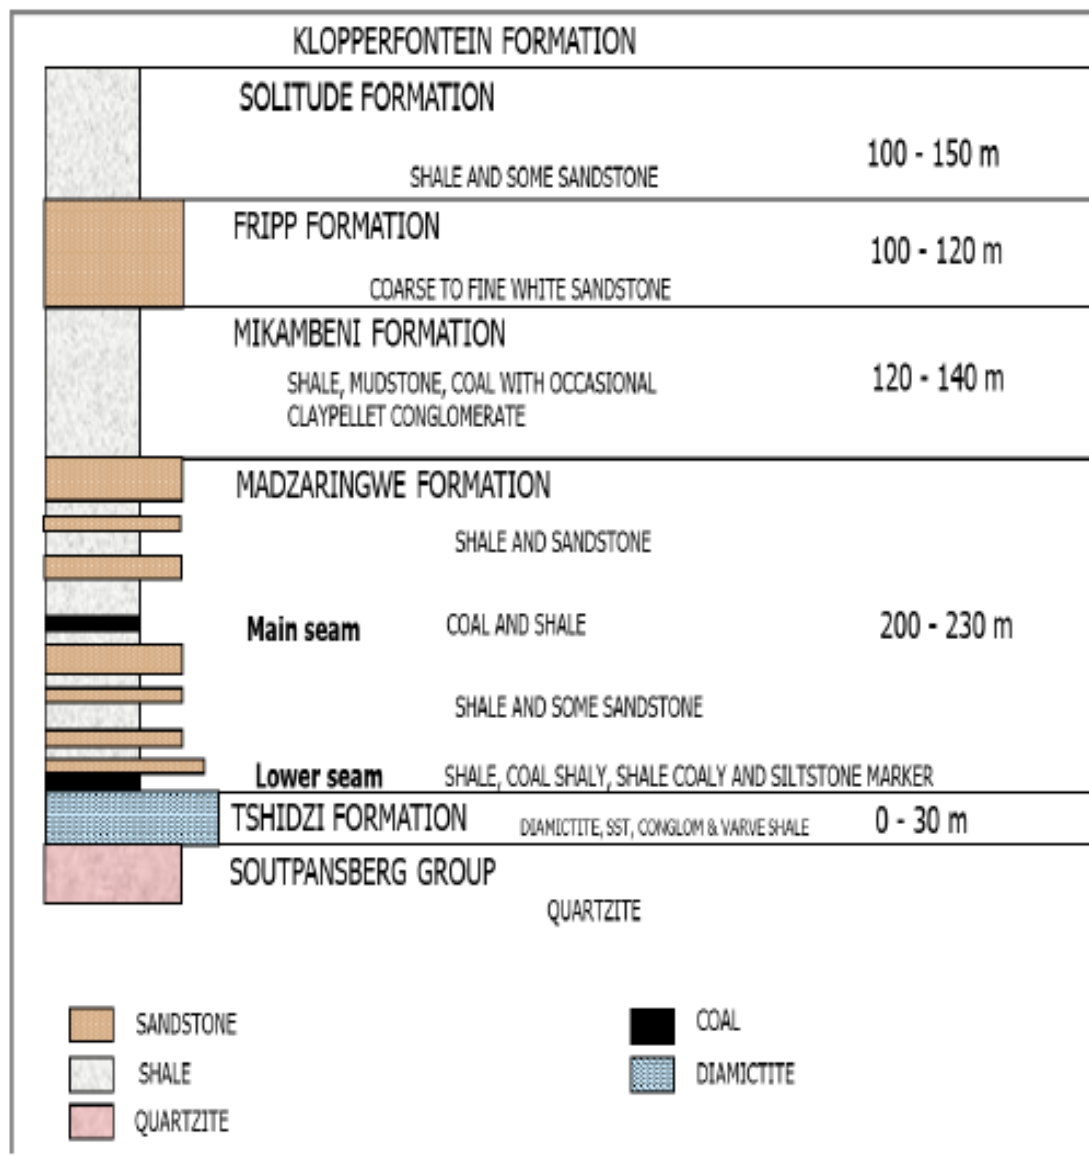 KLOPPERFONTEIN FORMATION
SOLITUDE FORMATION
100 - 150 m
SHALE AND SOME SANDSTONE
FRIPP FORMATION
100 - 120 m
COARSE TO FINE WHITE SANDSTONE
MIKAMBENI FORMATION
120 - 140 m
SHALE, MUDSTONE, COAL WITH OCCASIONAL
CLAYPELLET CONGLOMERATE
MADZARINGWE FORMATION
SHALE AND SANDSTONE
Main seam COAL AND SHALE 200 - 230 m
SHALE AND SOME SANDSTONE
Lower seam SHALE, COAL SHALY, SHALE COALY AND SILTSTONE MARKER
TSHIDZI FORMATION DIAMICTITE, SST, CONGLOM & VARVE SHALE 0 - 30 m
SOUTPANSBERG GROUP
QUARTZITE
SANDSTONE
SHALE
QUARTZITE
COAL
DIAMICTITE